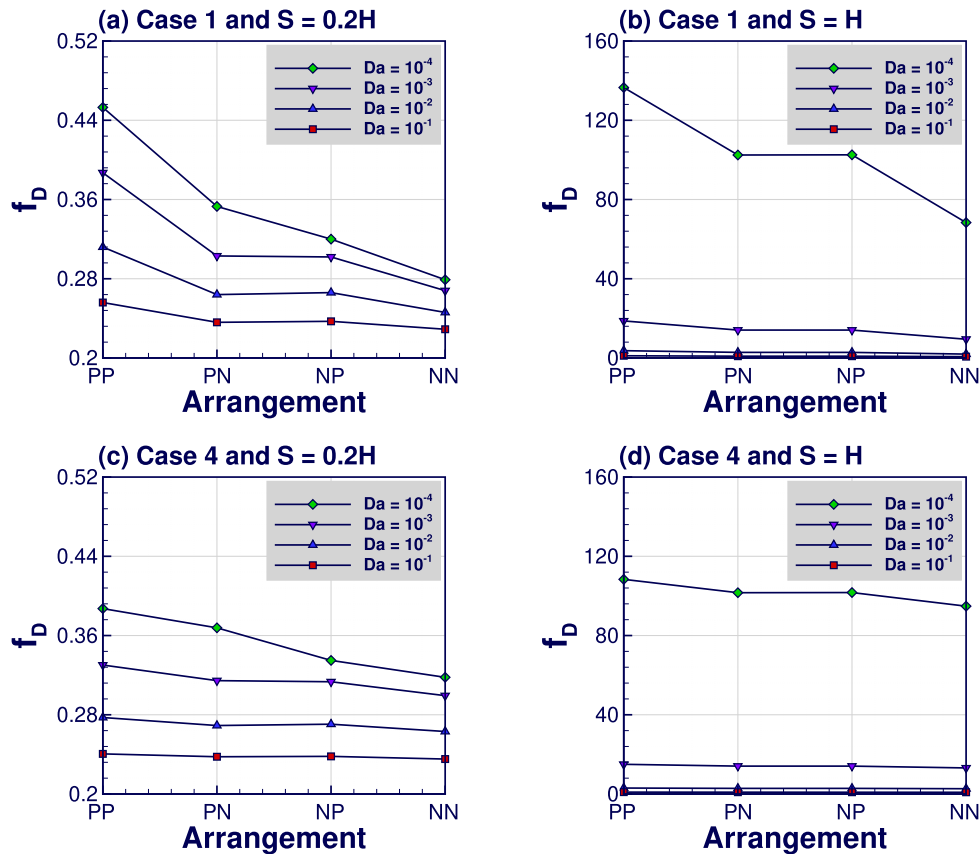 (a) Case 1 and S = 0.2H
0.52
0.44
0.36
0.28
0.2
f_D
Da = 10^-4
Da = 10^-3
Da = 10^-2
Da = 10^-1
PP PN NP NN
Arrangement
(b) Case 1 and S = H
160
120
80
40
0
f_D
Da = 10^-4
Da = 10^-3
Da = 10^-2
Da = 10^-1
PP PN NP NN
Arrangement
(c) Case 4 and S = 0.2H
0.52
0.44
0.36
0.28
0.2
f_D
Da = 10^-4
Da = 10^-3
Da = 10^-2
Da = 10^-1
PP PN NP NN
Arrangement
(d) Case 4 and S = H
160
120
80
40
0
f_D
Da = 10^-4
Da = 10^-3
Da = 10^-2
Da = 10^-1
PP PN NP NN
Arrangement